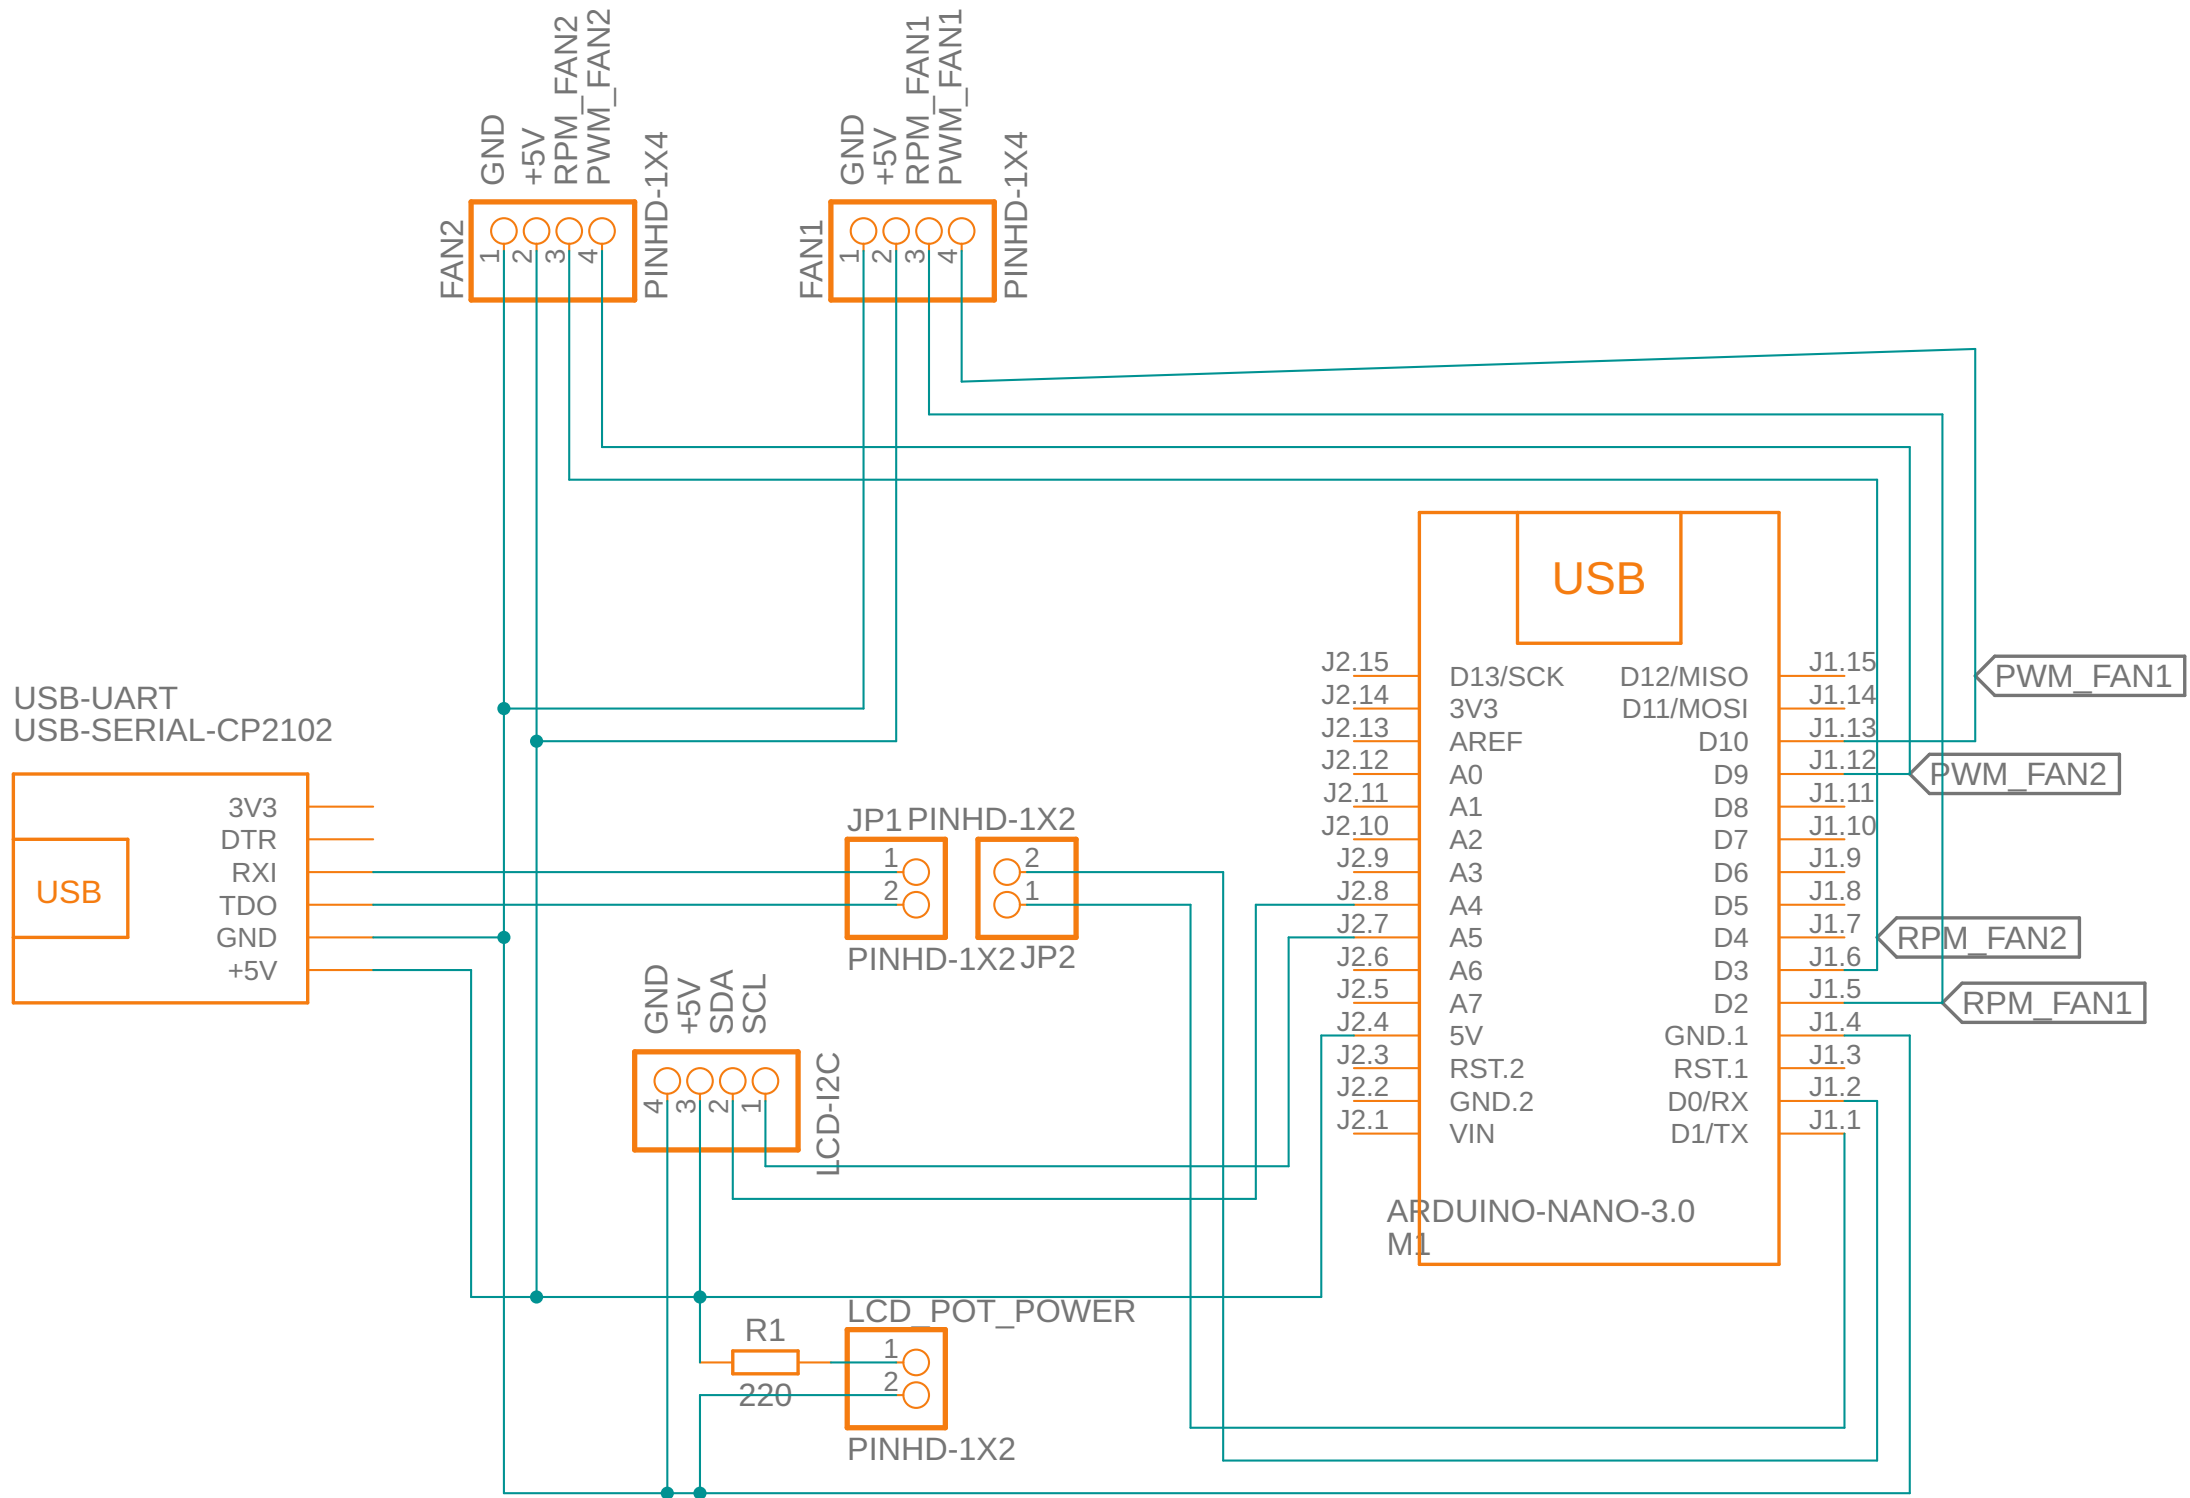 GND
+5V
RPM_FAN2
PWM_FAN2
FAN2
1
2
3
4
PINHD-1X4
GND
+5V
RPM_FAN1
PWM_FAN1
FAN1
1
2
3
4
PINHD-1X4
USB-UART
USB-SERIAL-CP2102
USB
3V3
DTR
RXI
TDO
GND
+5V
JP1
PINHD-1X2
1
2
2
1
PINHD-1X2
JP2
GND
+5V
SDA
SCL
4
3
2
1
LCD-I2C
R1
220
LCD_POT_POWER
1
2
PINHD-1X2
USB
J2.15 D13/SCK D12/MISO J1.15
J2.14 3V3 D11/MOSI J1.14
J2.13 AREF D10 J1.13
J2.12 A0 D9 J1.12
J2.11 A1 D8 J1.11
J2.10 A2 D7 J1.10
J2.9 A3 D6 J1.9
J2.8 A4 D5 J1.8
J2.7 A5 D4 J1.7
J2.6 A6 D3 J1.6
J2.5 A7 D2 J1.5
J2.4 5V GND.1 J1.4
J2.3 RST.2 RST.1 J1.3
J2.2 GND.2 D0/RX J1.2
J2.1 VIN D1/TX J1.1
ARDUINO-NANO-3.0
M1
PWM_FAN1
PWM_FAN2
RPM_FAN2
RPM_FAN1